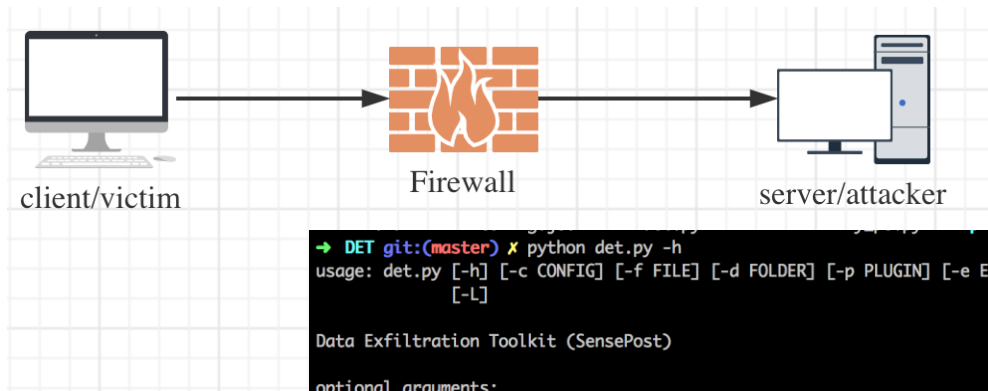 client/victim
Firewall
server/attacker
➜ DET git:(master) ✗ python det.py -h
usage: det.py [-h] [-c CONFIG] [-f FILE] [-d FOLDER] [-p PLUGIN] [-e E
[-L]
Data Exfiltration Toolkit (SensePost)
optional arguments: